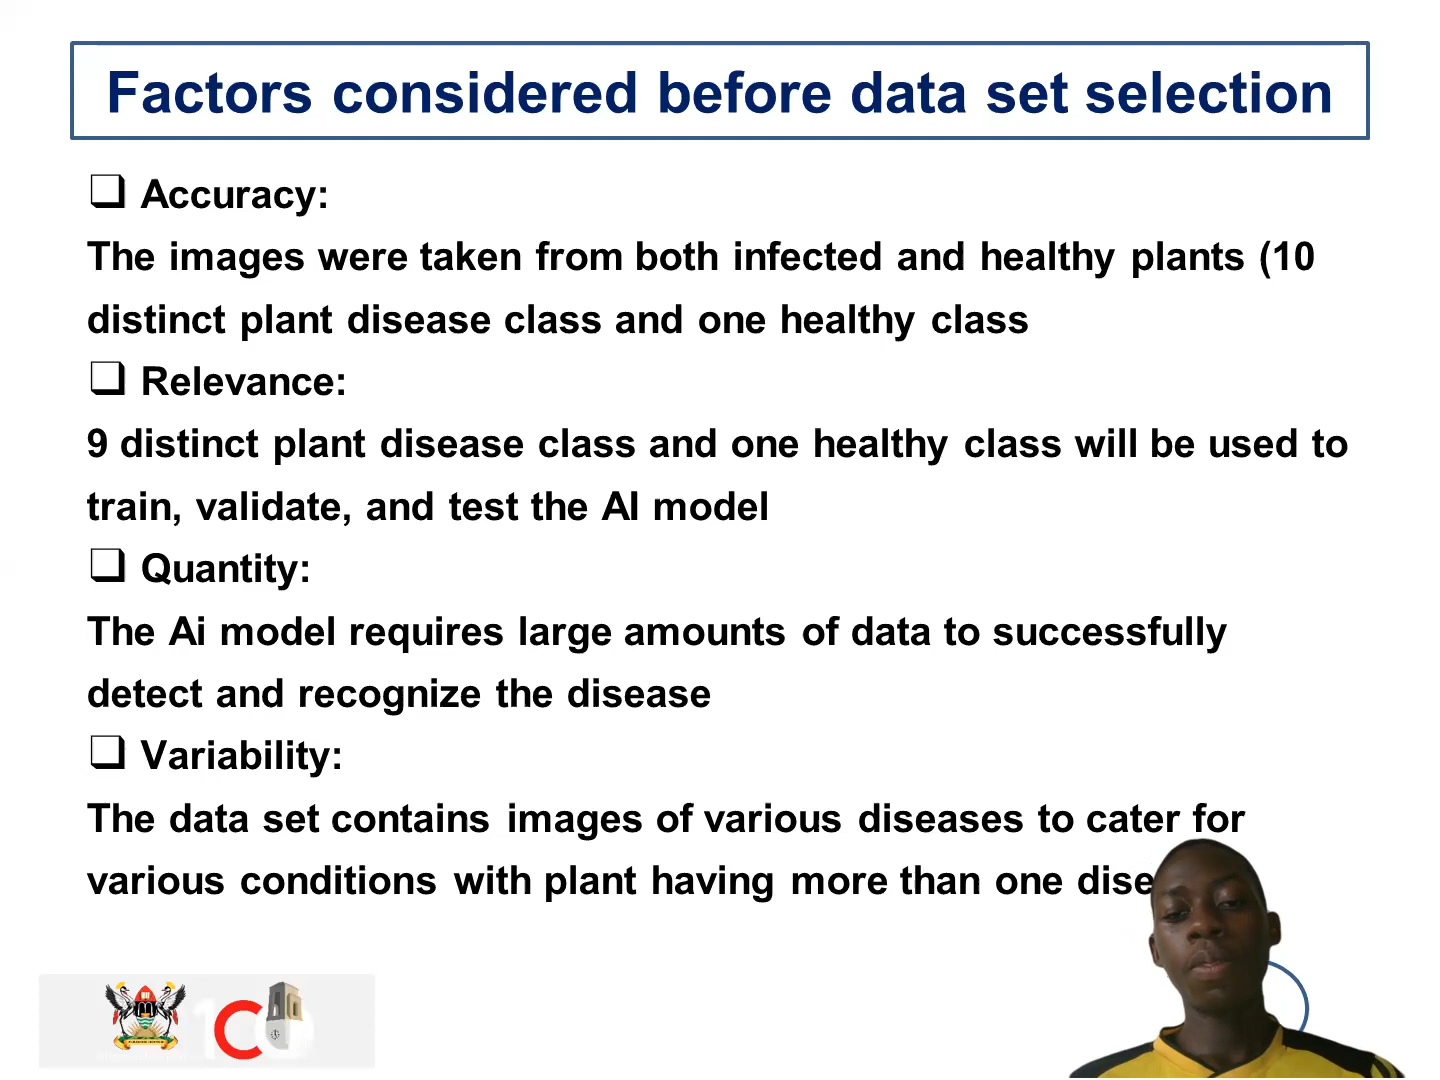 Factors considered before data set selection
❑ Accuracy:
The images were taken from both infected and healthy plants (10
distinct plant disease class and one healthy class
❑ Relevance:
9 distinct plant disease class and one healthy class will be used to
train, validate, and test the AI model
❑ Quantity:
The Ai model requires large amounts of data to successfully
detect and recognize the disease
❑ Variability:
The data set contains images of various diseases to cater for
various conditions with plant having more than one dise
100